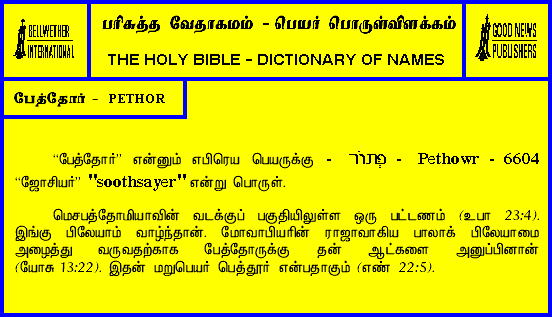 BELLWETHER
INTERNATIONAL
பரிசுத்த வேதாகமம் - பெயர் பொருள்விளக்கம்
THE HOLY BIBLE - DICTIONARY OF NAMES
GOOD NEWS
PUBLISHERS
பேத்தோர் - PETHOR
“பேத்தோர்” என்னும் எபிரெய பெயருக்கு - פְּתוֹר - Pethowr - 6604
“ஜோசியர்” "soothsayer" என்று பொருள்.
மெசபத்தோமியாவின் வடக்குப் பகுதியிலுள்ள ஒரு பட்டணம் (உபா 23:4).
இங்கு பிலேயாம் வாழ்ந்தான். மோவாபியரின் ராஜாவாகிய பாலாக் பிலேயாமை
அழைத்து வருவதற்காக பேத்தோருக்கு தன் ஆட்களை அனுப்பினான்
(யோசு 13:22). இதன் மறுபெயர் பெத்தூர் என்பதாகும் (எண் 22:5).